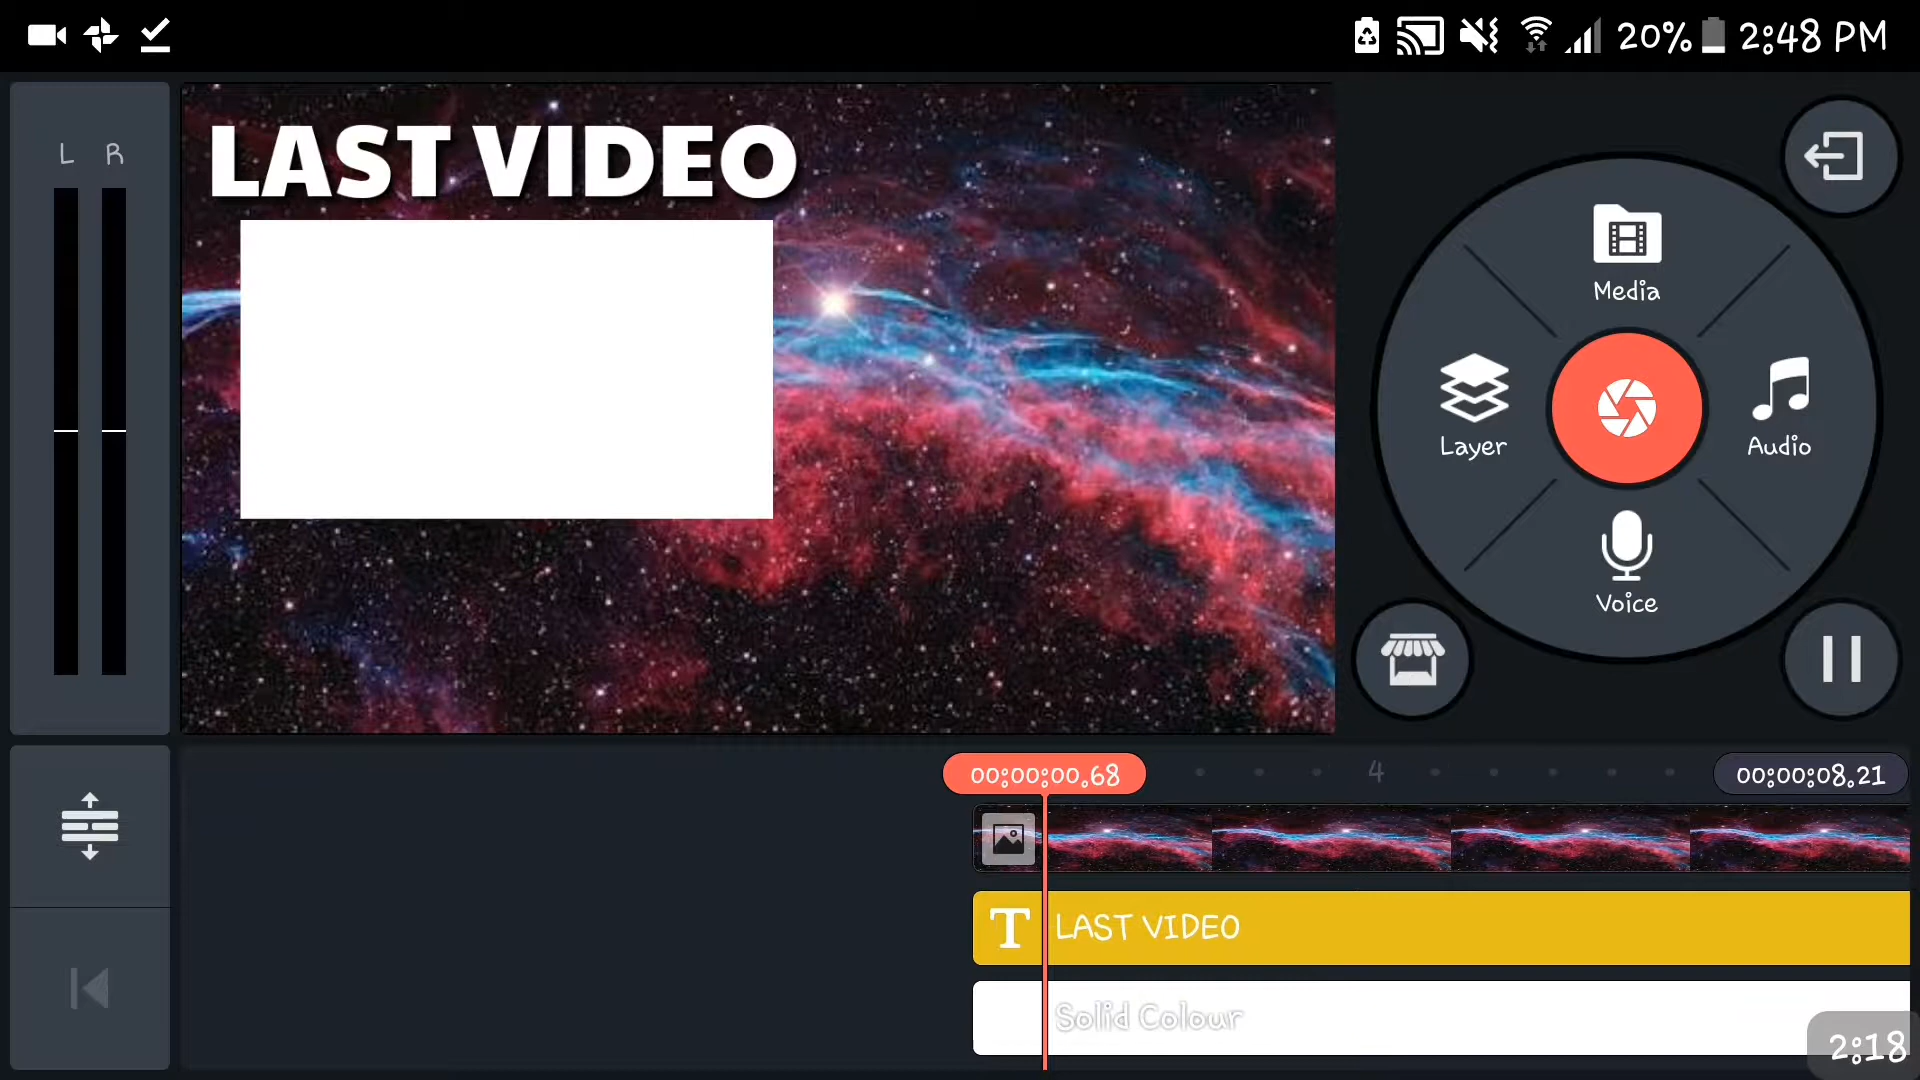 20% 2:48 PM
L R
LAST VIDEO
Media
Layer
Audio
Voice
00:00:00.68
4
00:00:08.21
T LAST VIDEO
Solid Colour
2:18